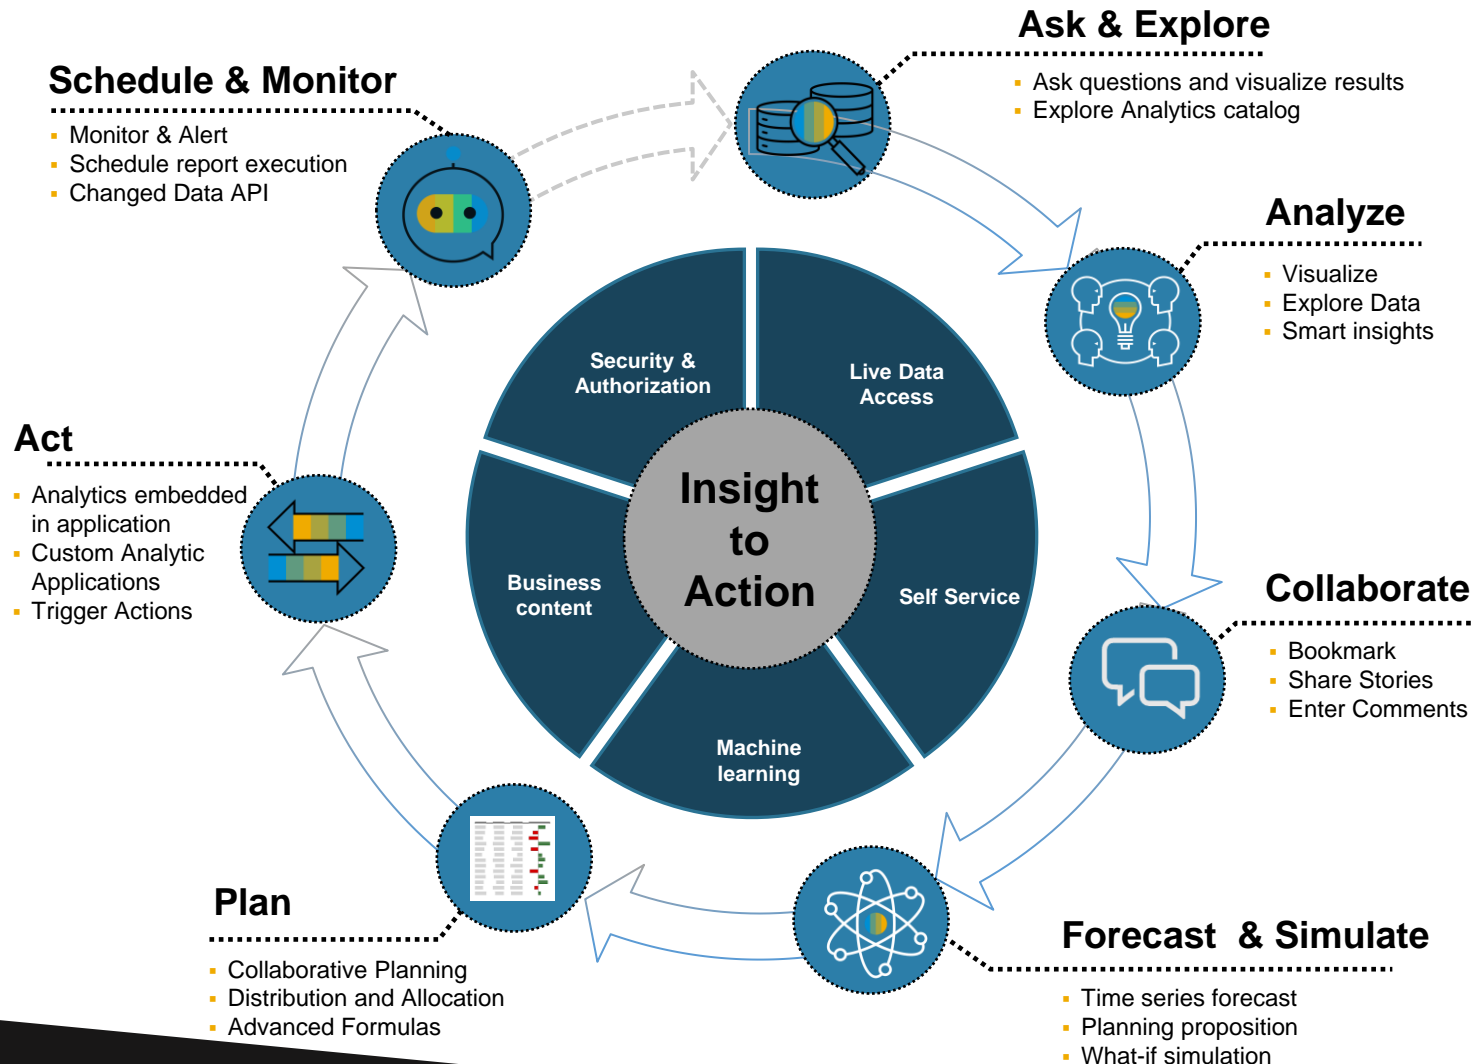 Ask & Explore
Ask questions and visualize results
Explore Analytics catalog
Schedule & Monitor
Monitor & Alert
Schedule report execution
Changed Data API
Analyze
Visualize
Explore Data
Smart insights
Security &
Authorization
Live Data
Access
Act
Analytics embedded
in application
Custom Analytic
Applications
Trigger Actions
Insight
to
Action
Business
content
Self Service
Machine
learning
Collaborate
Bookmark
Share Stories
Enter Comments
Plan
Collaborative Planning
Distribution and Allocation
Advanced Formulas
Forecast & Simulate
Time series forecast
Planning proposition
What-if simulation